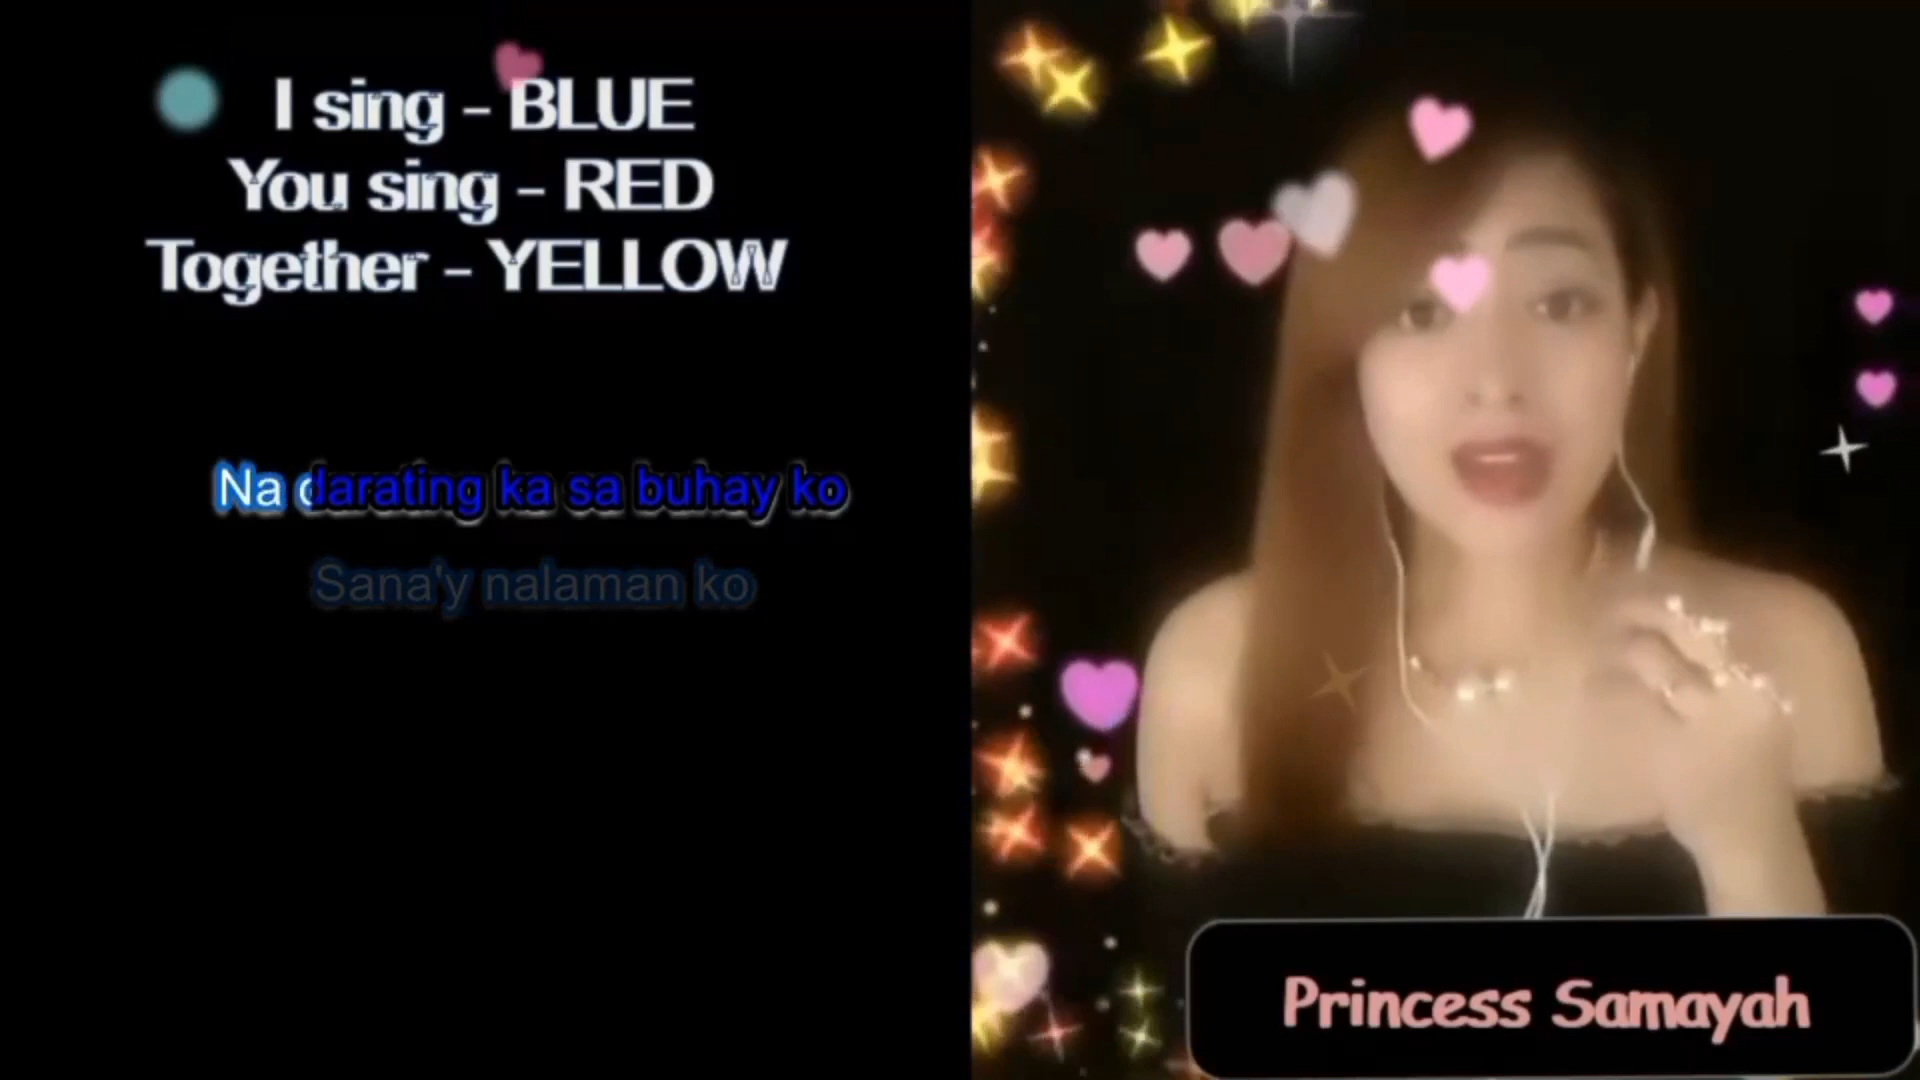 I sing - BLUE
You sing - RED
Together - YELLOW
Na darating ka sa buhay ko
Sana'y nalaman ko
Princess Samayah